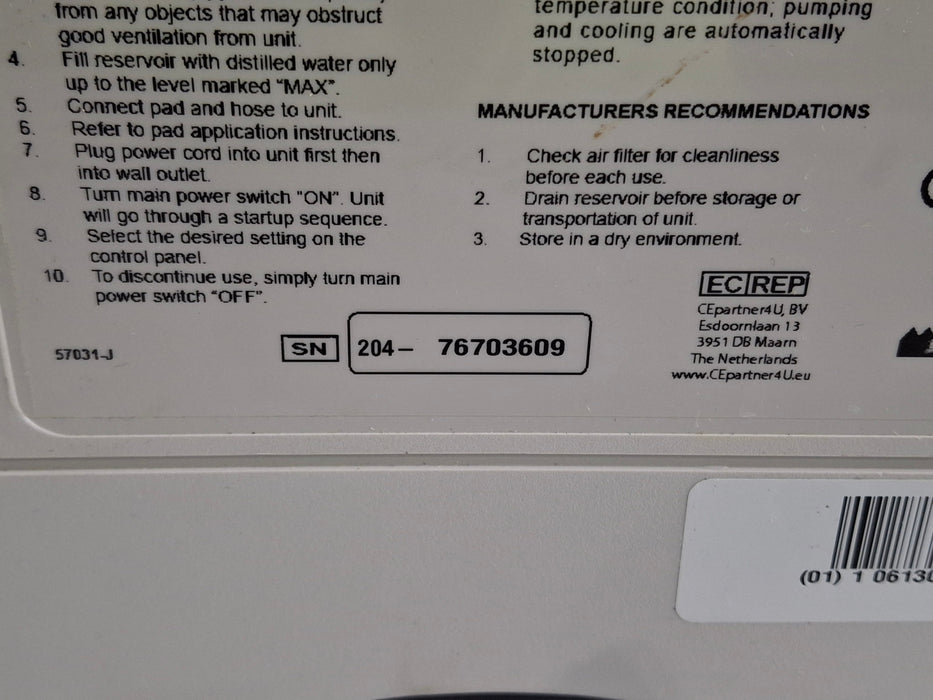 from any objects that may obstruct
good ventilation from unit.
4. Fill reservoir with distilled water only
up to the level marked "MAX".
5. Connect pad and hose to unit.
6. Refer to pad application instructions.
7. Plug power cord into unit first then
into wall outlet.
8. Turn main power switch "ON". Unit
will go through a startup sequence.
9. Select the desired setting on the
control panel.
10. To discontinue use, simply turn main
power switch "OFF".
57031-J
SN 204- 76703609
temperature condition, pumping
and cooling are automatically
stopped.
MANUFACTURERS RECOMMENDATIONS
1. Check air filter for cleanliness
before each use.
2. Drain reservoir before storage or
transportation of unit.
3. Store in a dry environment.
EC REP
CEpartner4U, BV
Esdoornlaan 13
3951 DB Maarn
The Netherlands
www.CEpartner4U.eu
(01) 1 06130